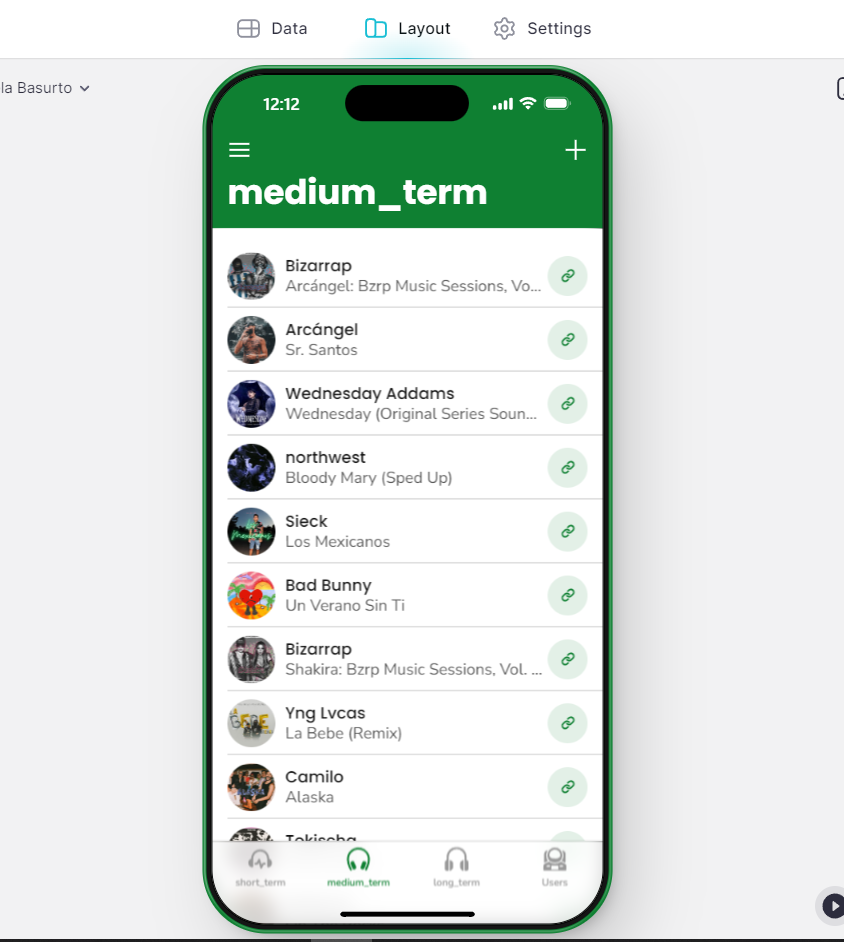 Data
Layout
Settings
la Basurto
12:12
medium_term
Bizarrap
Arcángel: Bzrp Music Sessions, Vo...
Arcángel
Sr. Santos
Wednesday Addams
Wednesday (Original Series Soun...
northwest
Bloody Mary (Sped Up)
Sieck
Los Mexicanos
Bad Bunny
Un Verano Sin Ti
Bizarrap
Shakira: Bzrp Music Sessions, Vol. ...
Yng Lvcas
La Bebe (Remix)
Camilo
Alaska
Tokischa
short_term
medium_term
long_term
Users